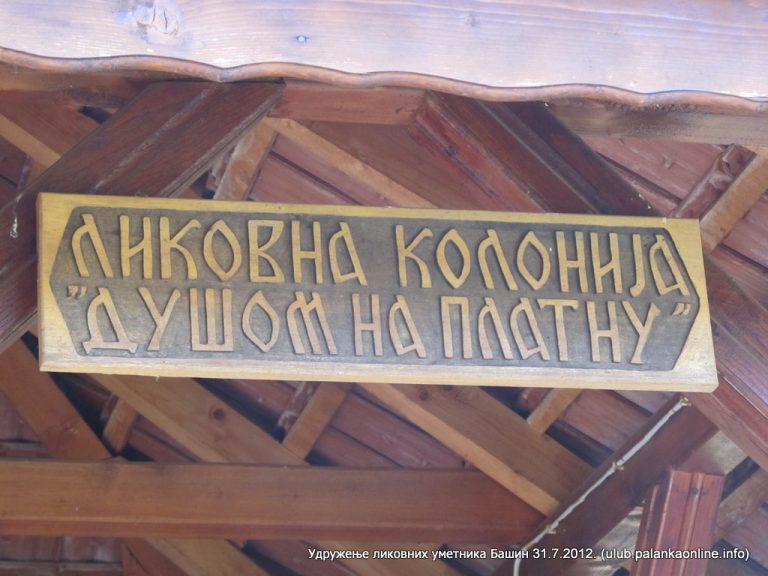 ЛИКОВНА КОЛОНИЈА
"ДУШОМ НА ПЛАТНУ"
Удружење ликовних уметника Башин 31.7.2012. (ulub.palankaonline.info)